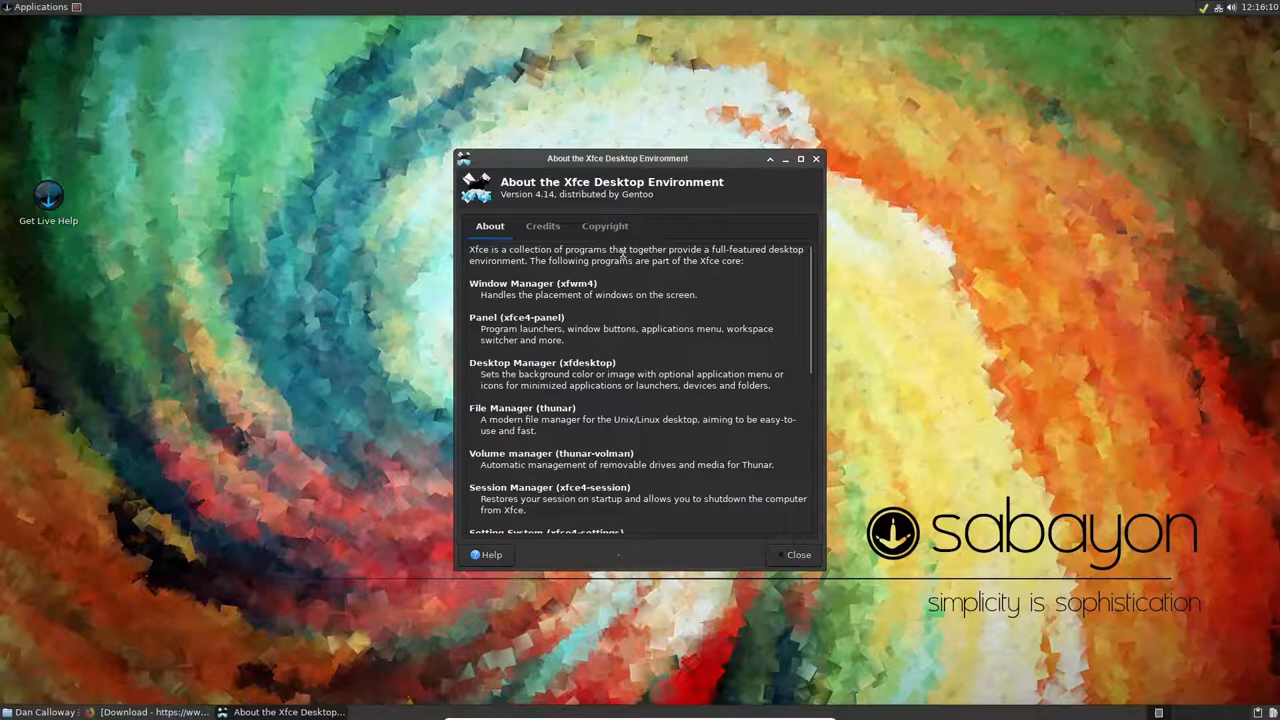 Applications
12:16:10
Get Live Help
About the Xfce Desktop Environment
About the Xfce Desktop Environment
Version 4.14, distributed by Gentoo
About
Credits
Copyright
Xfce is a collection of programs that together provide a full-featured desktop
environment. The following programs are part of the Xfce core:
Window Manager (xfwm4)
Handles the placement of windows on the screen.
Panel (xfce4-panel)
Program launchers, window buttons, applications menu, workspace
switcher and more.
Desktop Manager (xfdesktop)
Sets the background color or image with optional application menu or
icons for minimized applications or launchers, devices and folders.
File Manager (thunar)
A modern file manager for the Unix/Linux desktop, aiming to be easy-to-
use and fast.
Volume manager (thunar-volman)
Automatic management of removable drives and media for Thunar.
Session Manager (xfce4-session)
Restores your session on startup and allows you to shutdown the computer
from Xfce.
Setting System (xfce4-settings)
Help
Close
sabayon
simplicity is sophistication
Dan Calloway
[Download - https://ww...
About the Xfce Desktop...